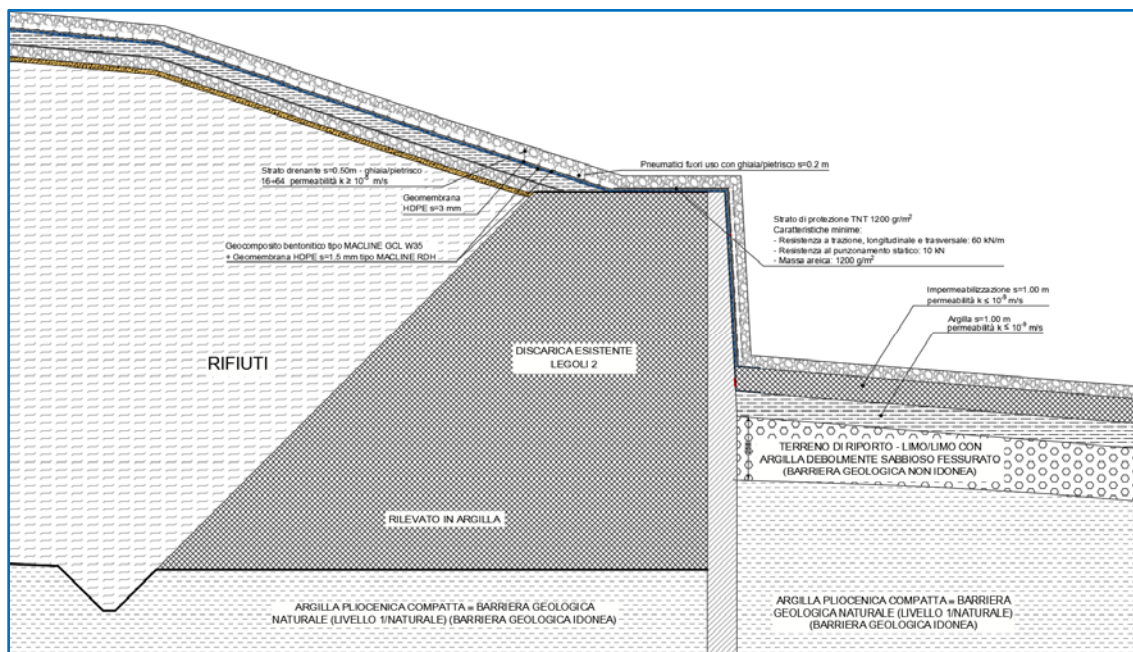 Pneumatici fuori uso con ghiaia/pietrisco s=0.2 m
Strato drenante s=0.50m - ghiaia/pietrisco
16÷64 permeabilità k ≥ 10⁻⁵ m/s
Geomembrana
HDPE s=3 mm
Strato di protezione TNT 1200 gr/m²
Caratteristiche minime:
- Resistenza a trazione, longitudinale e trasversale: 60 kN/m
- Resistenza al punzonamento statico: 10 kN
- Massa areica: 1200 g/m²
Geocomposito bentonitico tipo MACLINE GCL W35
+ Geomembrana HDPE s=1.5 mm tipo MACLINE RDH
Impermeabilizzazione s=1.00 m
permeabilità k ≤ 10⁻⁹ m/s
Argilla s=1.00 m
permeabilità k ≤ 10⁻⁹ m/s
RIFIUTI
DISCARICA ESISTENTE
LEGOLI 2
TERRENO DI RIPORTO - LIMO/LIMO CON
ARGILLA DEBOLMENTE SABBIOSO FESSURATO
(BARRIERA GEOLOGICA NON IDONEA)
RILEVATO IN ARGILLA
ARGILLA PLIOCENICA COMPATTA = BARRIERA GEOLOGICA
NATURALE (LIVELLO 1/NATURALE) (BARRIERA GEOLOGICA IDONEA)
ARGILLA PLIOCENICA COMPATTA = BARRIERA
GEOLOGICA NATURALE (LIVELLO 1/NATURALE)
(BARRIERA GEOLOGICA IDONEA)